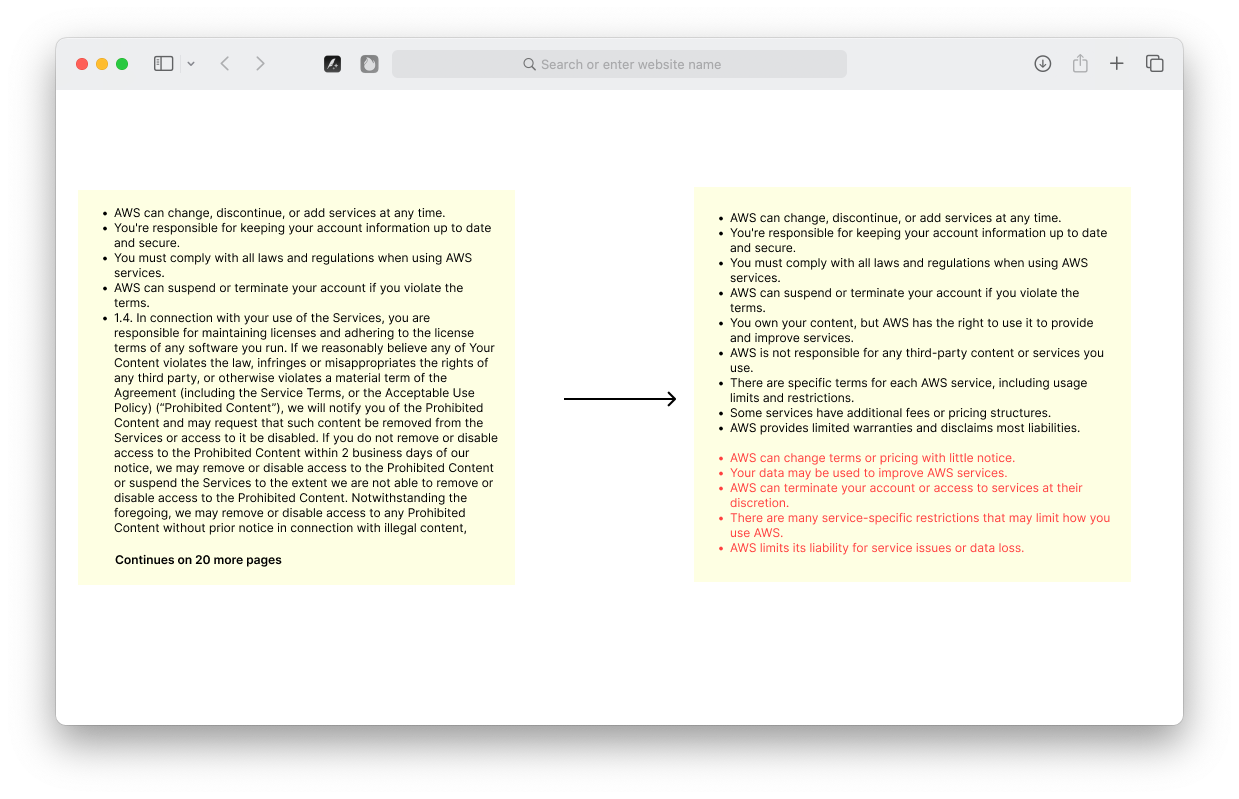 Search or enter website name
• AWS can change, discontinue, or add services at any time.
• You're responsible for keeping your account information up to date
and secure.
• You must comply with all laws and regulations when using AWS
services.
• AWS can suspend or terminate your account if you violate the
terms.
• 1.4. In connection with your use of the Services, you are
responsible for maintaining licenses and adhering to the license
terms of any software you run. If we reasonably believe any of Your
Content violates the law, infringes or misappropriates the rights of
any third party, or otherwise violates a material term of the
Agreement (including the Service Terms, or the Acceptable Use
Policy) (“Prohibited Content”), we will notify you of the Prohibited
Content and may request that such content be removed from the
Services or access to it be disabled. If you do not remove or disable
access to the Prohibited Content within 2 business days of our
notice, we may remove or disable access to the Prohibited Content
or suspend the Services to the extent we are not able to remove or
disable access to the Prohibited Content. Notwithstanding the
foregoing, we may remove or disable access to any Prohibited
Content without prior notice in connection with illegal content,
Continues on 20 more pages
• AWS can change, discontinue, or add services at any time.
• You're responsible for keeping your account information up to date
and secure.
• You must comply with all laws and regulations when using AWS
services.
• AWS can suspend or terminate your account if you violate the
terms.
• You own your content, but AWS has the right to use it to provide
and improve services.
• AWS is not responsible for any third-party content or services you
use.
• There are specific terms for each AWS service, including usage
limits and restrictions.
• Some services have additional fees or pricing structures.
• AWS provides limited warranties and disclaims most liabilities.
• AWS can change terms or pricing with little notice.
• Your data may be used to improve AWS services.
• AWS can terminate your account or access to services at their
discretion.
• There are many service-specific restrictions that may limit how you
use AWS.
• AWS limits its liability for service issues or data loss.